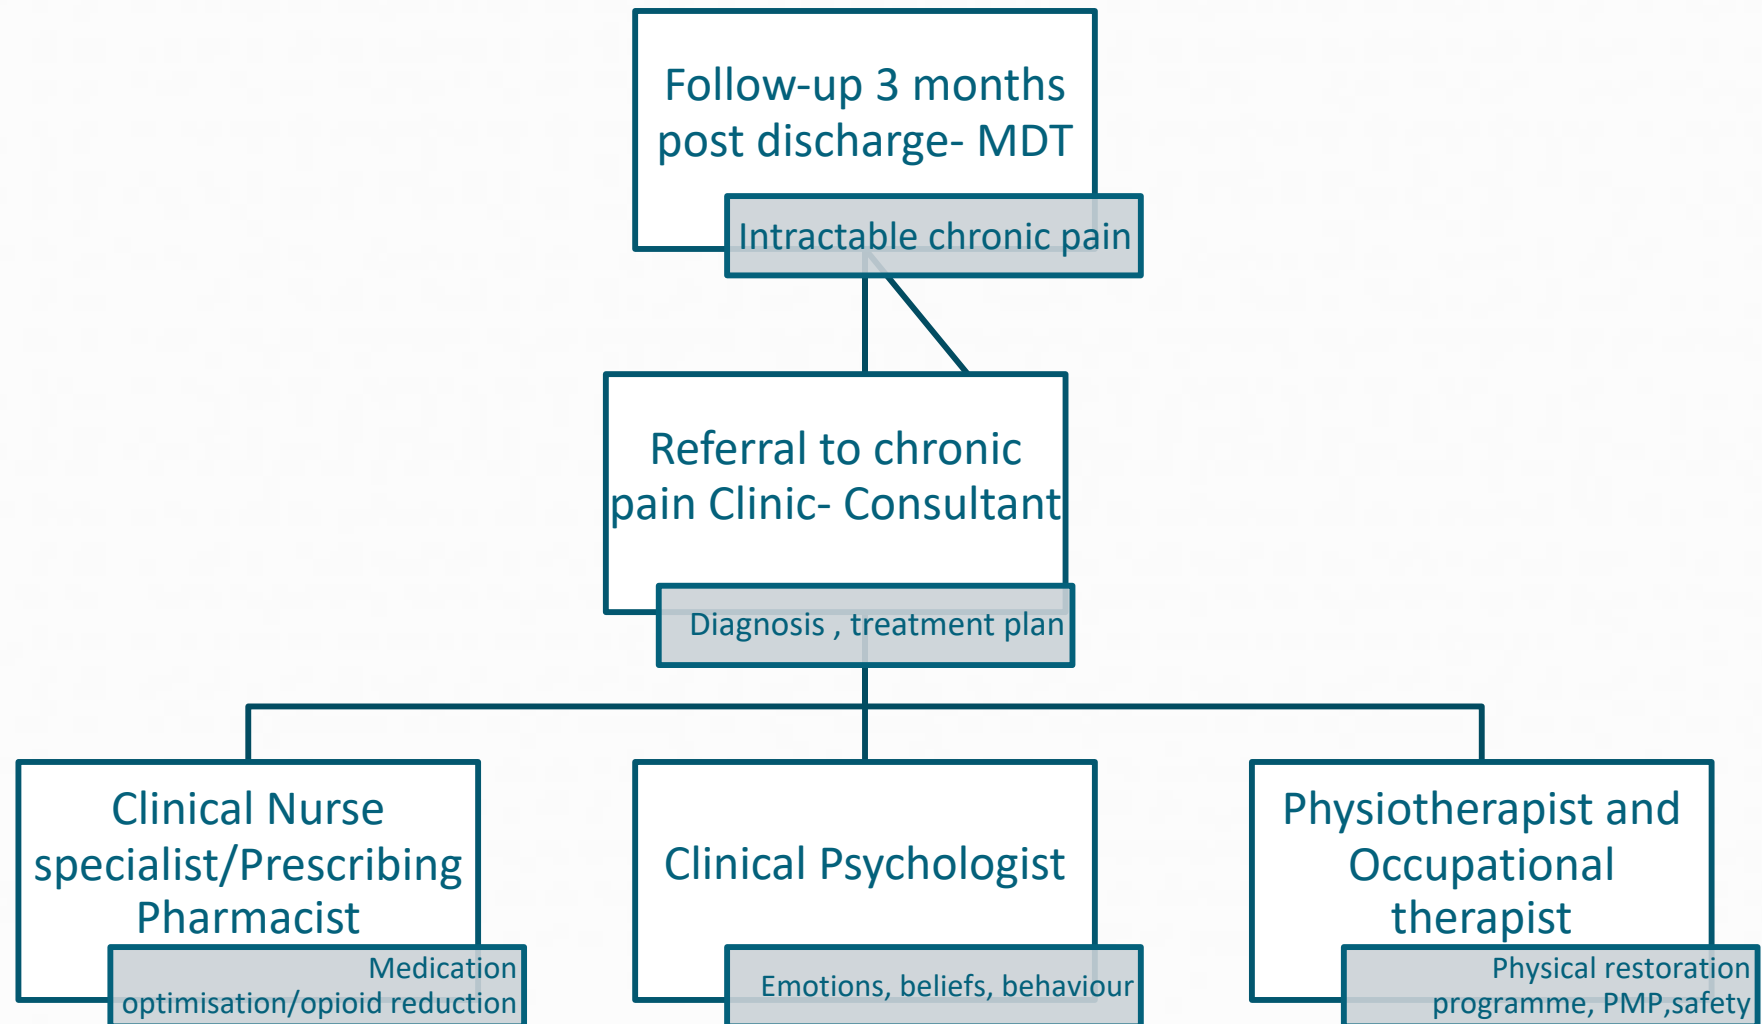 Follow-up 3 months
post discharge- MDT
Intractable chronic pain
Referral to chronic
pain Clinic- Consultant
Diagnosis , treatment plan
Clinical Nurse
specialist/Prescribing
Pharmacist
Medication
optimisation/opioid reduction
Clinical Psychologist
Emotions, beliefs, behaviour
Physiotherapist and
Occupational
therapist
Physical restoration
programme, PMP,safety